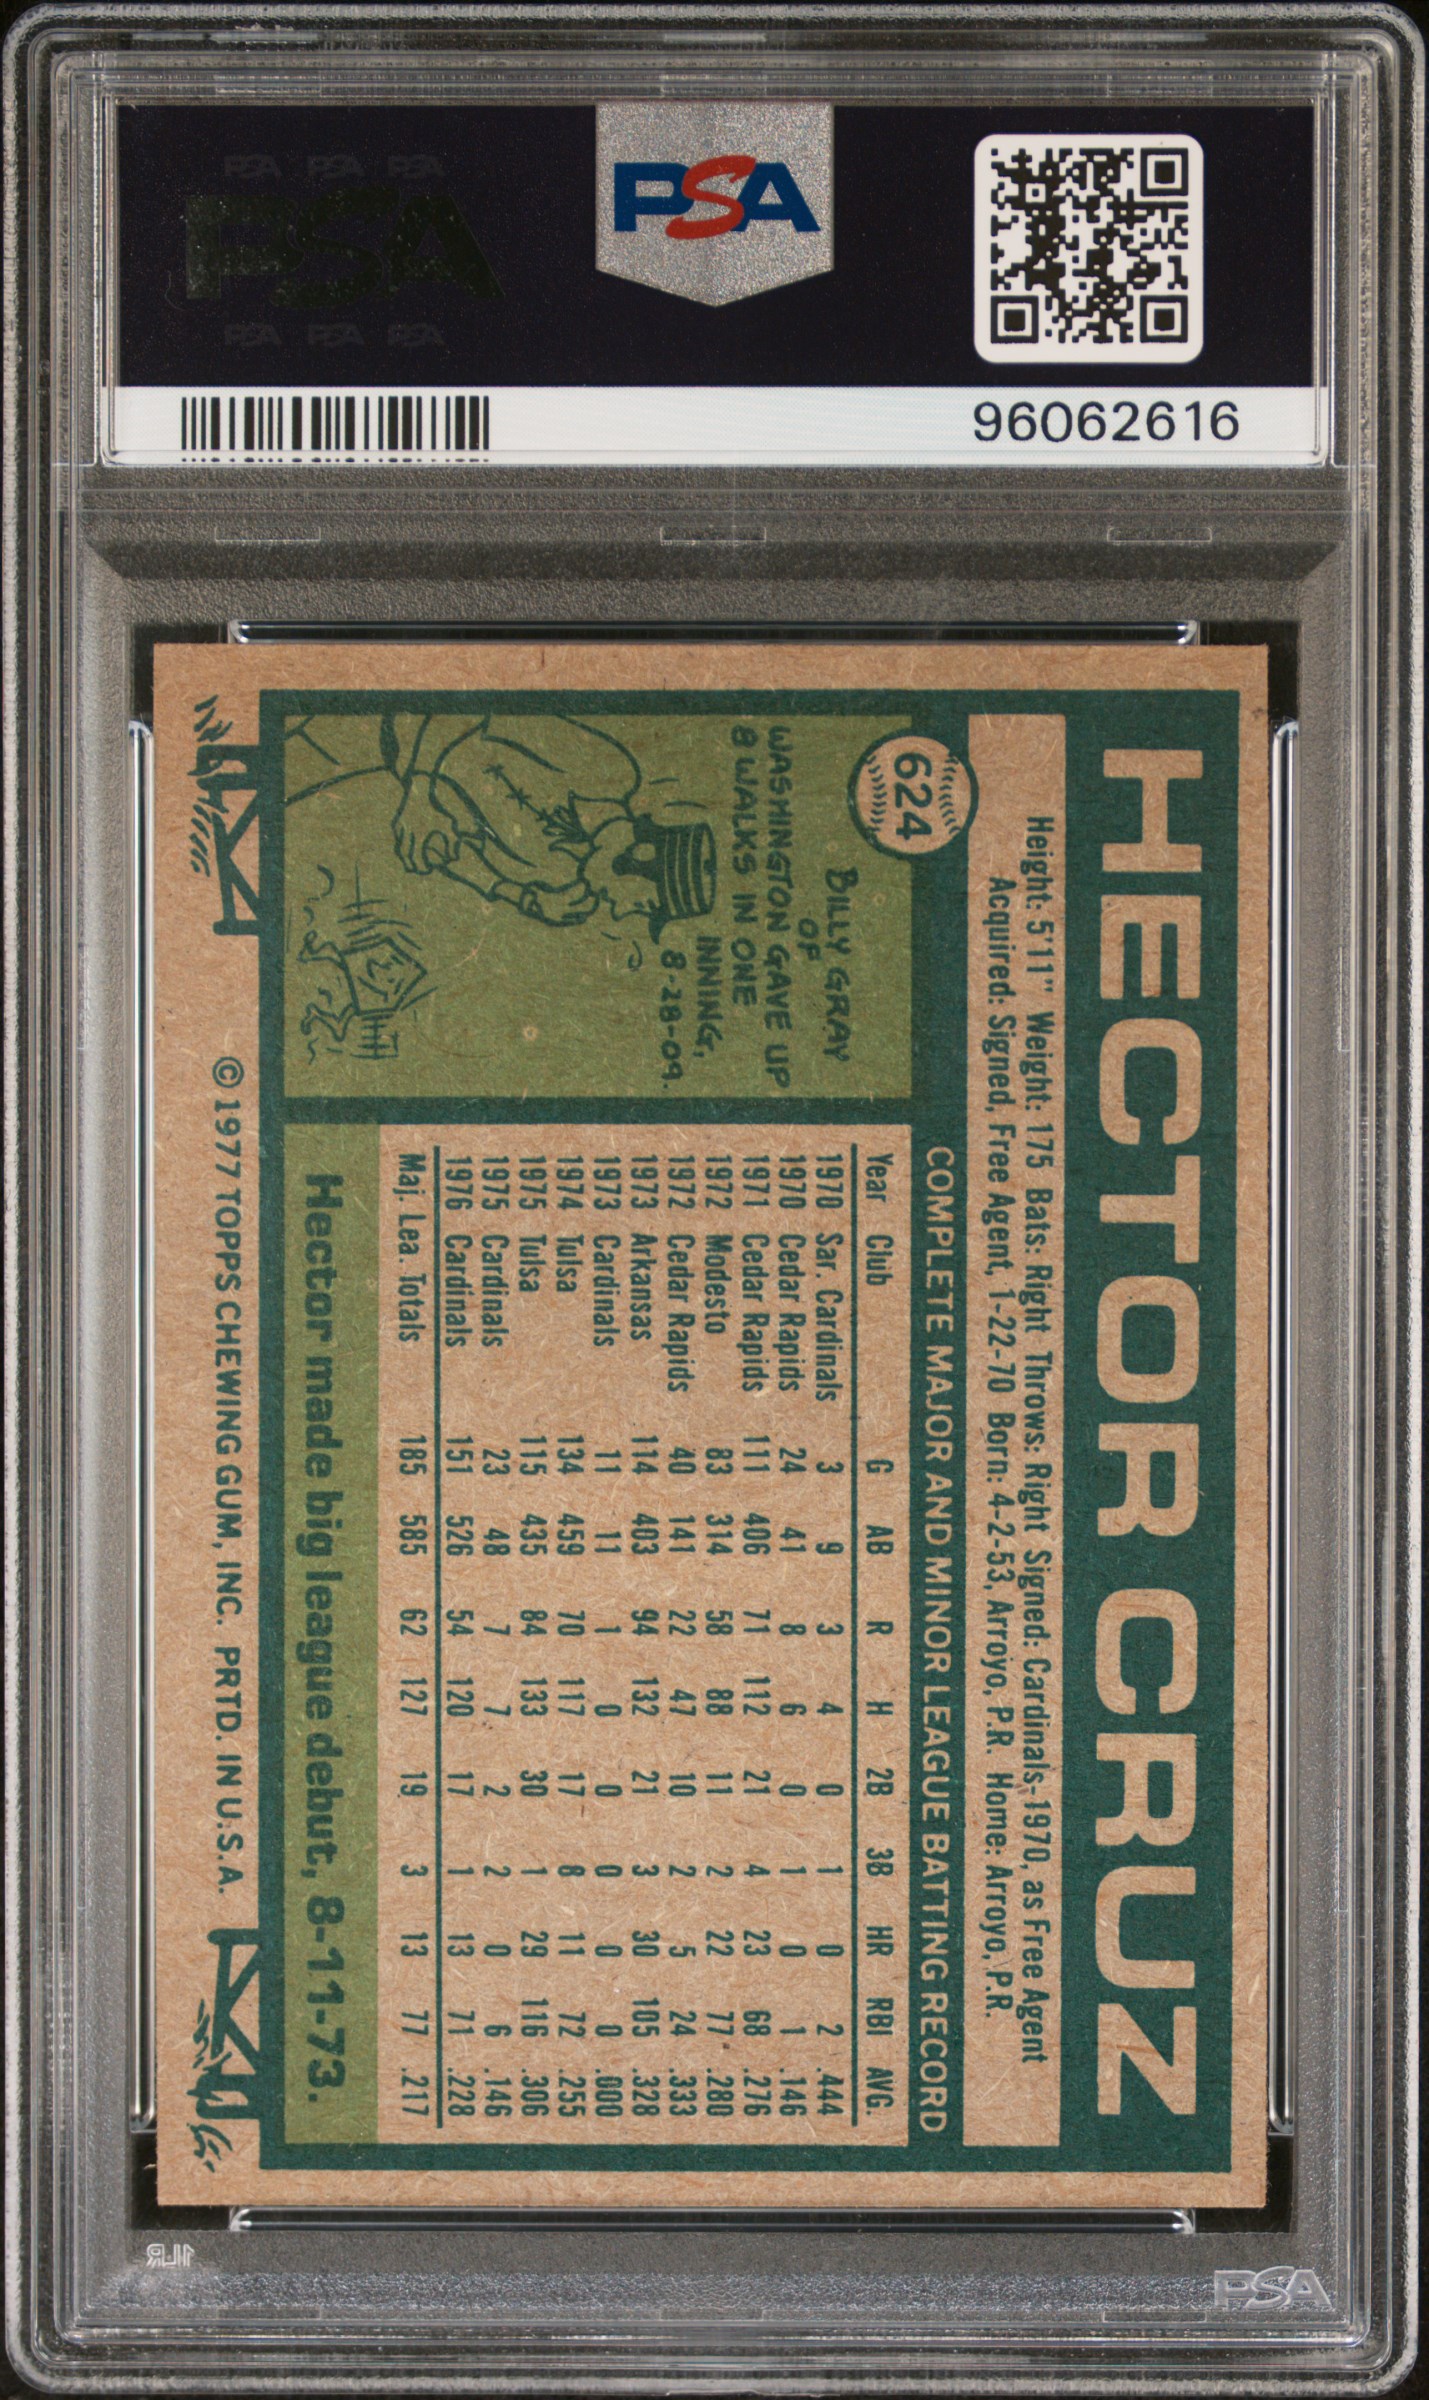 PSA PSA PSA
PSA
PSA PSA PSA
PSA
96062616
HECTOR CRUZ
Height: 5'11" Weight: 175 Bats: Right Throws: Right Signed: Cardinals-1970, as Free Agent
Acquired: Signed, Free Agent, 1-22-70 Born: 4-2-53, Arroyo, P.R. Home: Arroyo, P.R.
624
BILLY GRAY
OF
WASHINGTON GAVE UP
8 WALKS IN ONE
INNING,
8-28-09.
COMPLETE MAJOR AND MINOR LEAGUE BATTING RECORD
Year Club G AB R H 2B 3B HR RBI AVG.
1970 Sar. Cardinals 3 9 3 4 0 1 0 2 .444
1970 Cedar Rapids 24 41 8 6 0 1 0 1 .146
1971 Cedar Rapids 111 406 71 112 21 4 23 68 .276
1972 Modesto 83 314 58 88 11 2 22 77 .280
1972 Cedar Rapids 40 141 22 47 10 2 5 24 .333
1973 Arkansas 114 403 94 132 21 3 30 105 .328
1973 Cardinals 11 11 1 0 0 0 0 0 .000
1974 Tulsa 134 459 70 117 17 8 11 72 .255
1975 Tulsa 115 435 84 133 30 1 29 116 .306
1975 Cardinals 23 48 7 7 2 2 0 6 .146
1976 Cardinals 151 526 54 120 17 1 13 71 .228
Maj. Lea. Totals 185 585 62 127 19 3 13 77 .217
Hector made big league debut, 8-11-73.
© 1977 TOPPS CHEWING GUM, INC. PRTD. IN U.S.A.
1LR
PSA